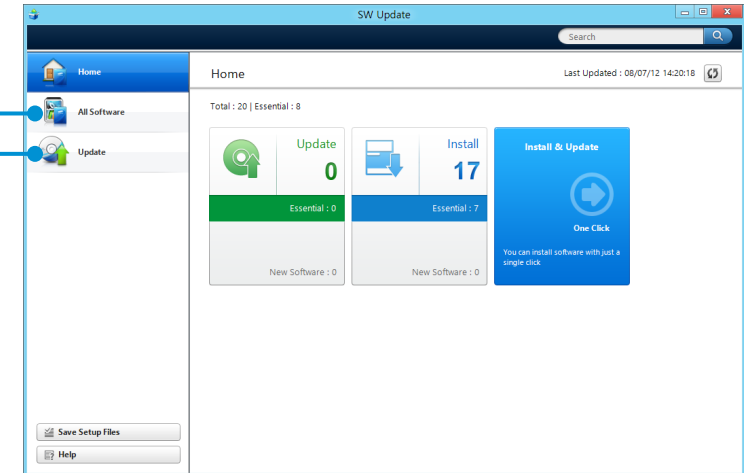 SW Update
Search
Home
All Software
Update
Home
Last Updated : 08/07/12 14:20:18
Total : 20 | Essential : 8
Update
0
Essential : 0
New Software : 0
Install
17
Essential : 7
New Software : 0
Install & Update
One Click
You can install software with just a
single click
Save Setup Files
Help